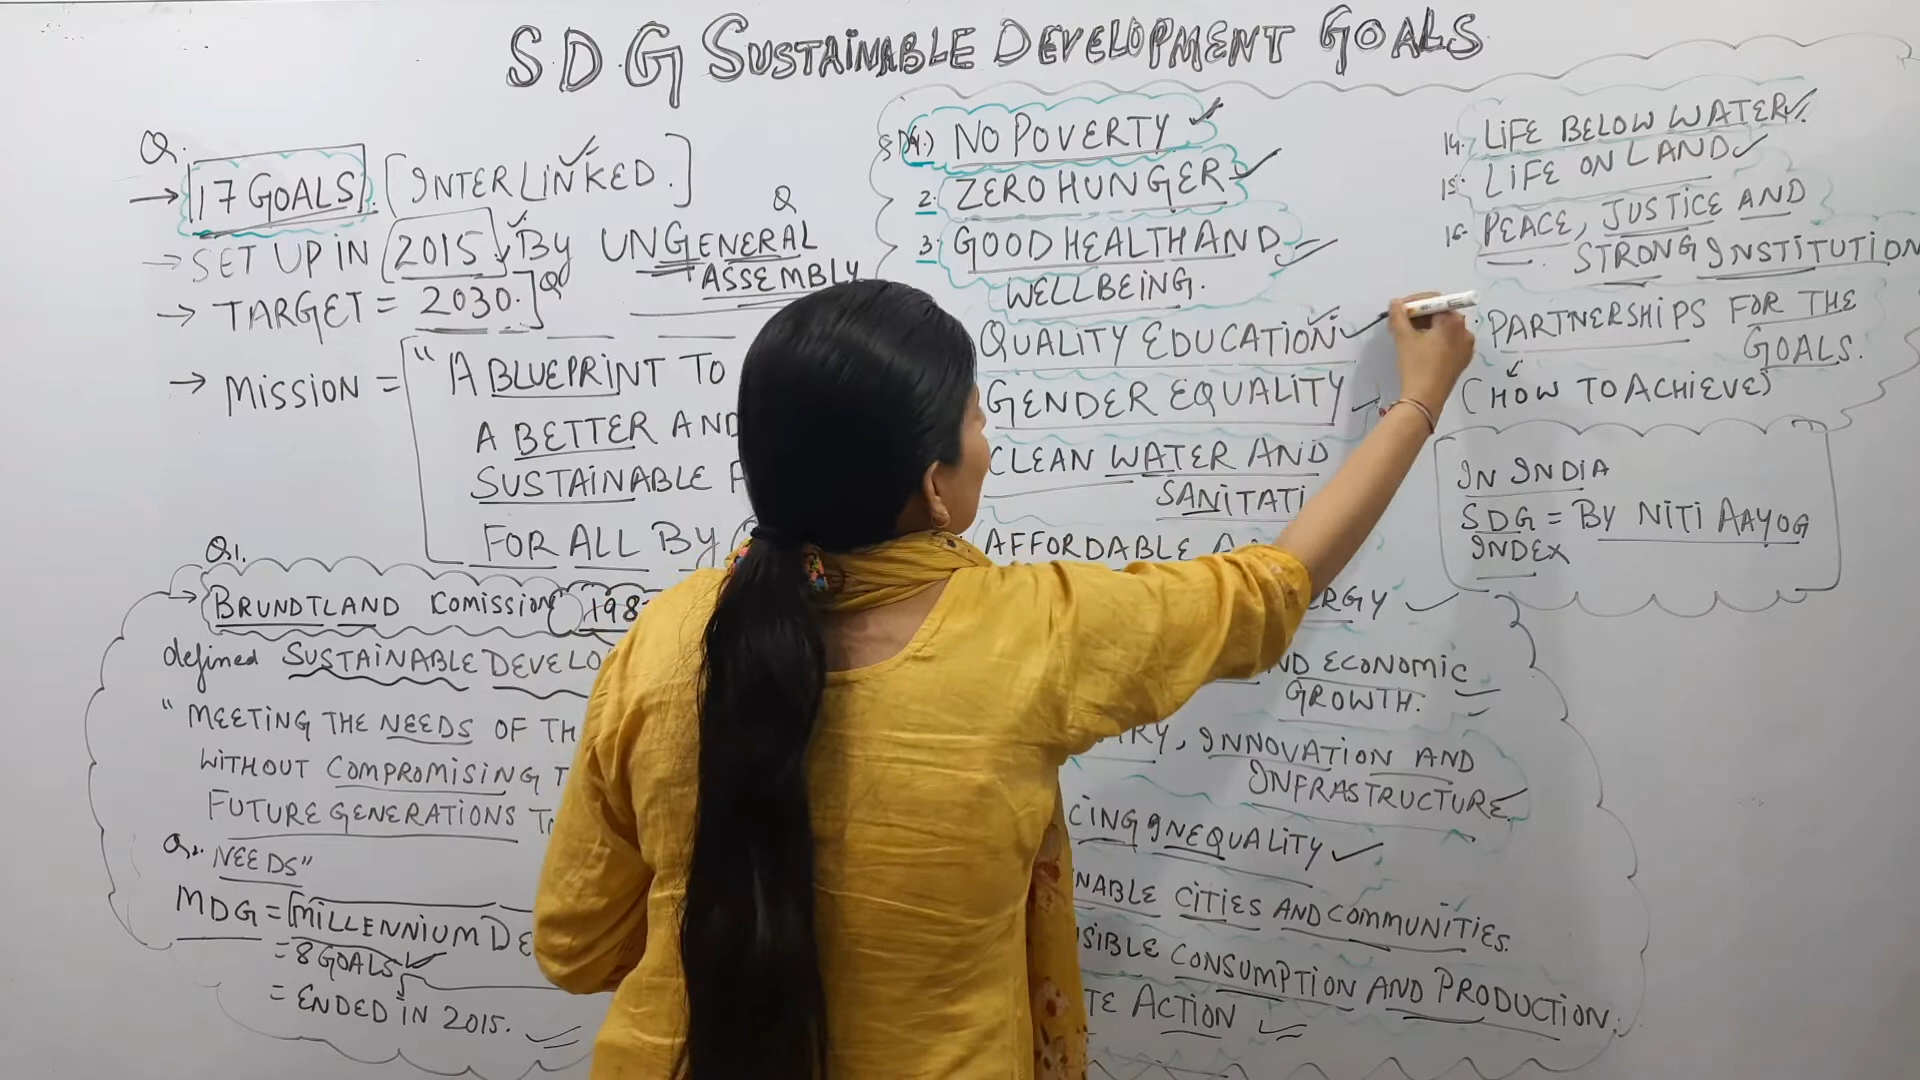 SDG SUSTAINABLE DEVELOPMENT GOALS
Q.
→ 17 GOALS [INTERLINKED.]
→ SET UP IN 2015 BY UN GENERAL
Q
ASSEMBLY
→ TARGET = 2030.] Q
→ MISSION = "A BLUEPRINT TO
A BETTER AND
SUSTAINABLE
FOR ALL BY
Q1.
→ BRUNDTLAND COMISSION 198
defined SUSTAINABLE DEVELO
"MEETING THE NEEDS OF TH
WITHOUT COMPROMISING T
FUTURE GENERATIONS TO
Q2. NEEDS"
MDG = MILLENNIUM DE
= 8 GOALS
= ENDED IN 2015.
1.) NO POVERTY
2. ZERO HUNGER
3. GOOD HEALTH AND
WELLBEING.
QUALITY EDUCATION
GENDER EQUALITY
CLEAN WATER AND
SANITATI
AFFORDABLE A
ERGY
ND ECONOMIC
GROWTH.
TRY, INNOVATION AND
INFRASTRUCTURE
CING INEQUALITY
NABLE CITIES AND COMMUNITIES.
SIBLE CONSUMPTION AND PRODUCTION.
TE ACTION
14. LIFE BELOW WATER
15. LIFE ON LAND
16. PEACE, JUSTICE AND
STRONG INSTITUTION
PARTNERSHIPS FOR THE
GOALS.
(HOW TO ACHIEVE)
IN INDIA
SDG = BY NITI AAYOG
INDEX